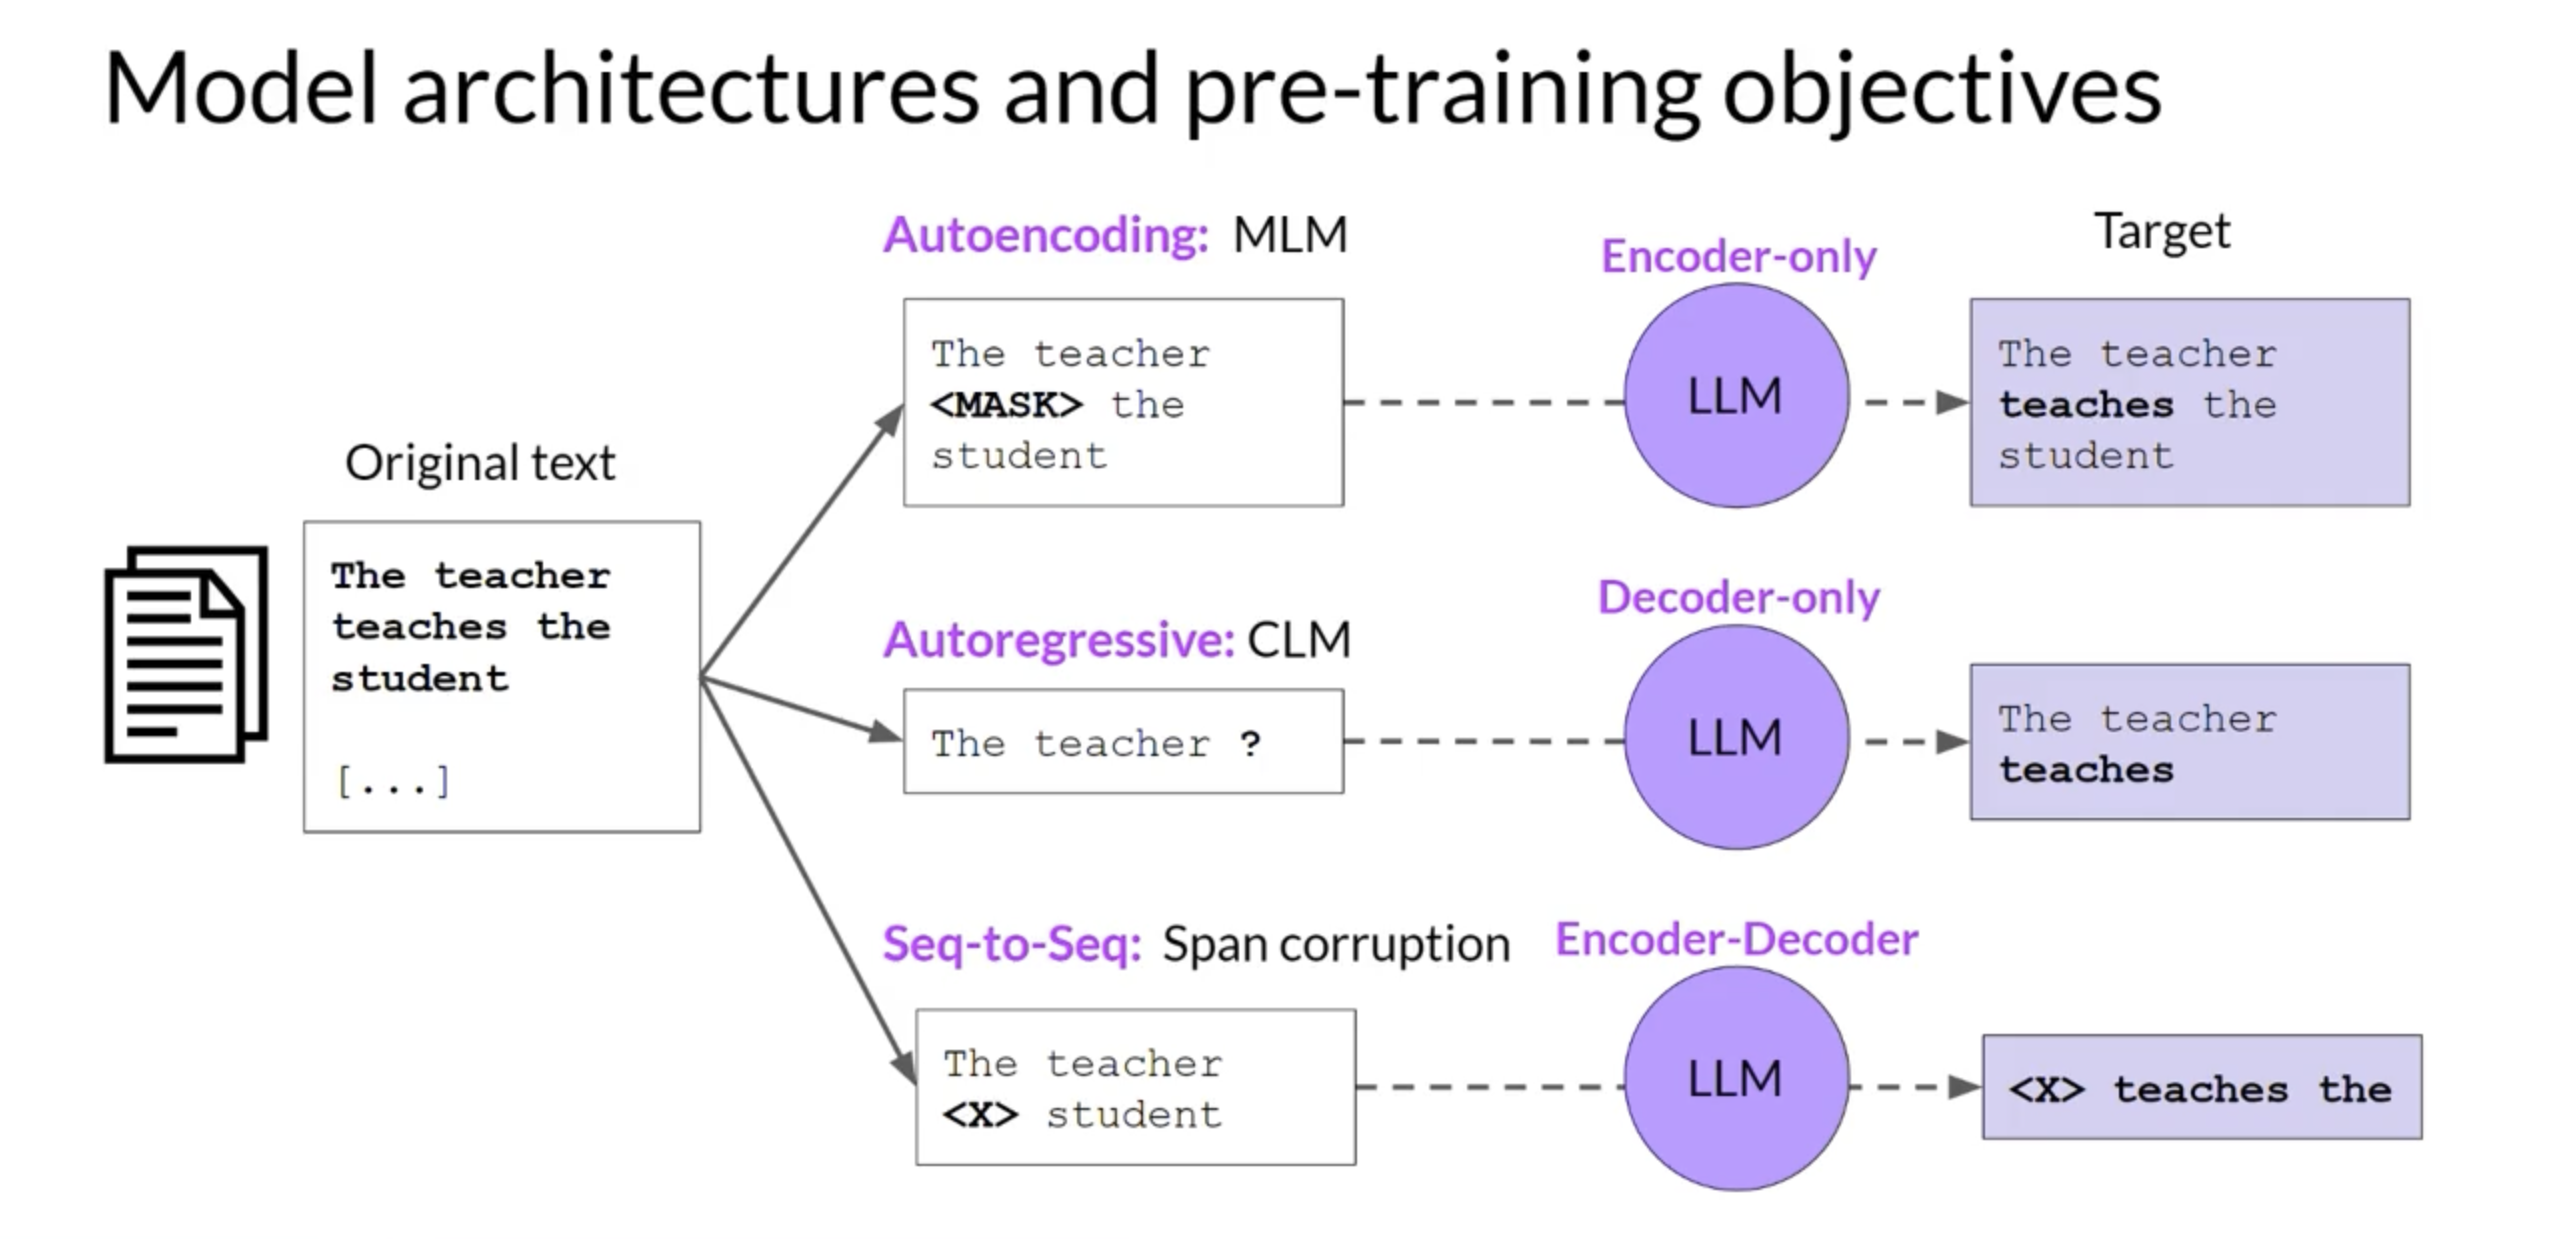 Model architectures and pre-training objectives
Original text
The teacher
teaches the
student
[...]
Autoencoding: MLM
The teacher
<MASK> the
student
Encoder-only
LLM
Target
The teacher
teaches the
student
Autoregressive: CLM
The teacher ?
Decoder-only
LLM
The teacher
teaches
Seq-to-Seq: Span corruption
The teacher
<X> student
Encoder-Decoder
LLM
<X> teaches the